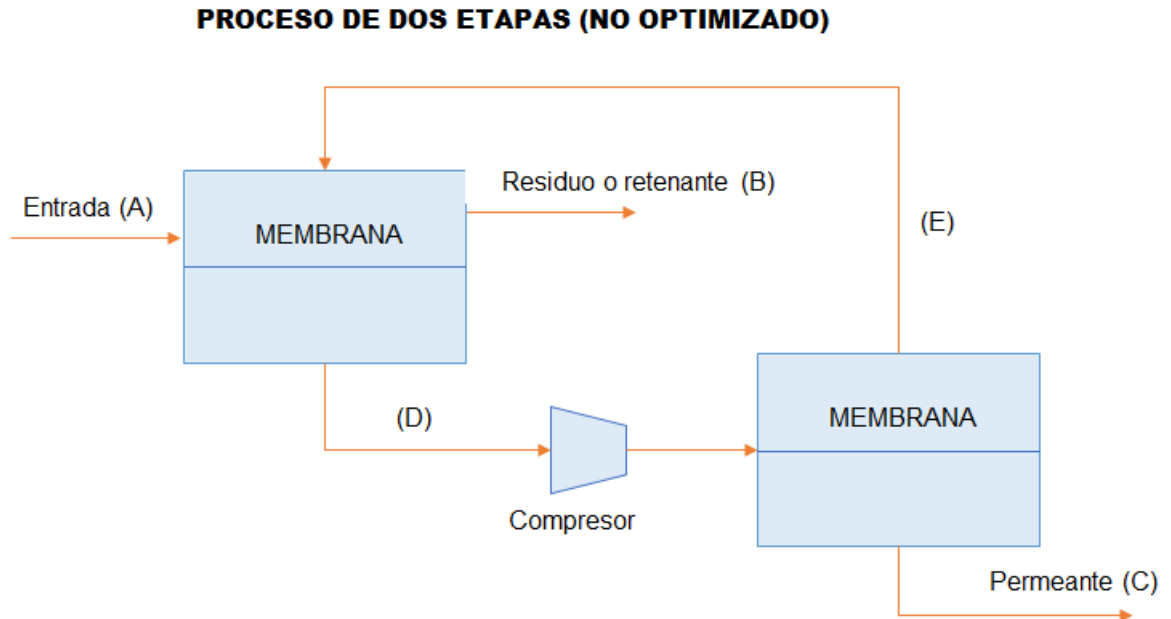 PROCESO DE DOS ETAPAS (NO OPTIMIZADO)
Entrada (A)
MEMBRANA
Residuo o retenante (B)
(E)
(D)
Compresor
MEMBRANA
Permeante (C)